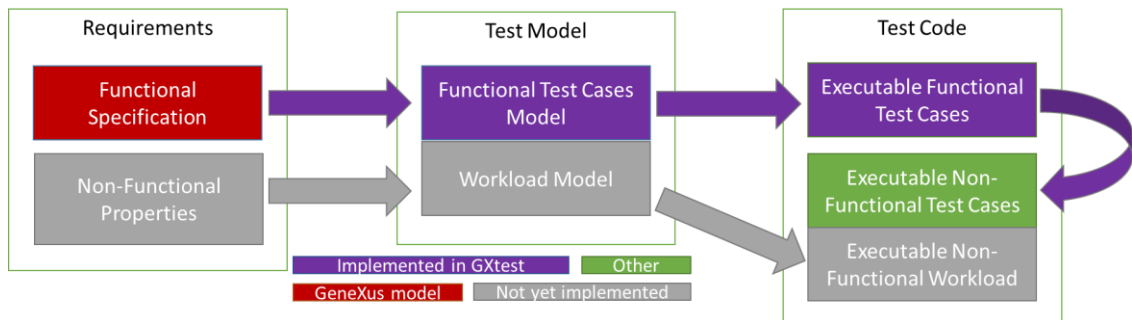 Requirements
Functional
Specification
Non-Functional
Properties
Test Model
Functional Test Cases
Model
Workload Model
Test Code
Executable Functional
Test Cases
Executable Non-
Functional Test Cases
Executable Non-
Functional Workload
Implemented in GXtest
Other
GeneXus model
Not yet implemented